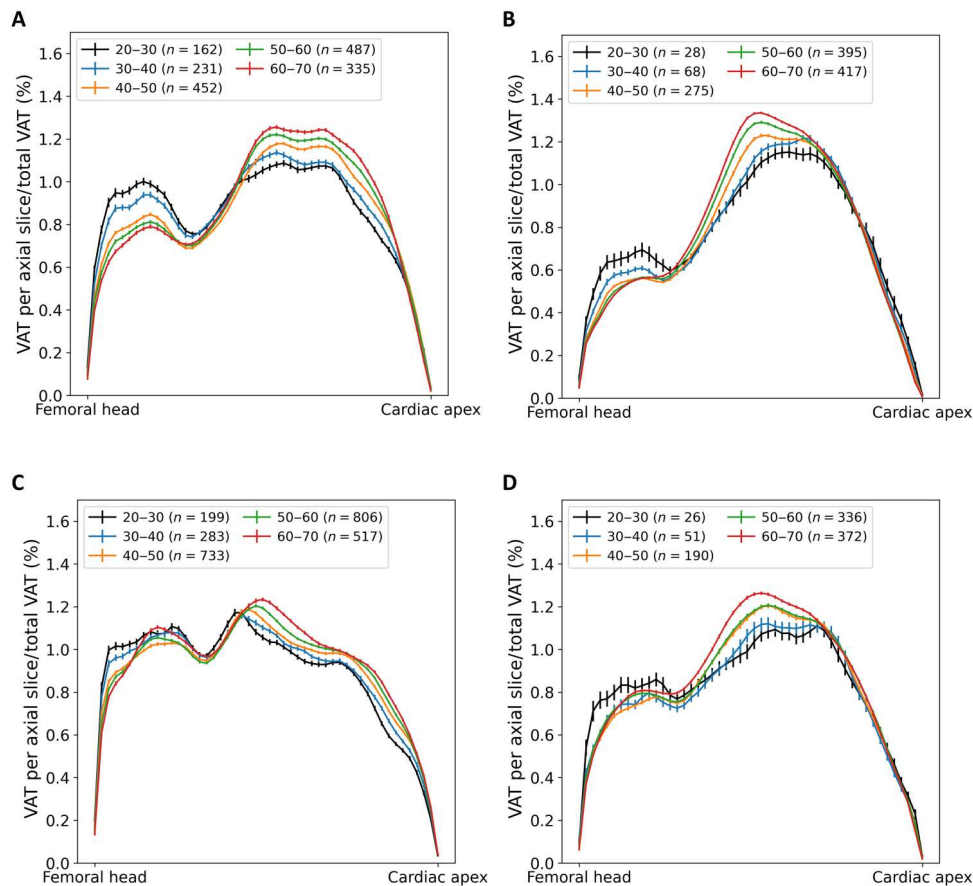 A
VAT per axial slice/total VAT (%)
20–30 (n = 162) 50–60 (n = 487)
30–40 (n = 231) 60–70 (n = 335)
40–50 (n = 452)
1.6
1.4
1.2
1.0
0.8
0.6
0.4
0.2
0.0
Femoral head Cardiac apex
B
VAT per axial slice/total VAT (%)
20–30 (n = 28) 50–60 (n = 395)
30–40 (n = 68) 60–70 (n = 417)
40–50 (n = 275)
1.6
1.4
1.2
1.0
0.8
0.6
0.4
0.2
0.0
Femoral head Cardiac apex
C
VAT per axial slice/total VAT (%)
20–30 (n = 199) 50–60 (n = 806)
30–40 (n = 283) 60–70 (n = 517)
40–50 (n = 733)
1.6
1.4
1.2
1.0
0.8
0.6
0.4
0.2
0.0
Femoral head Cardiac apex
D
VAT per axial slice/total VAT (%)
20–30 (n = 26) 50–60 (n = 336)
30–40 (n = 51) 60–70 (n = 372)
40–50 (n = 190)
1.6
1.4
1.2
1.0
0.8
0.6
0.4
0.2
0.0
Femoral head Cardiac apex